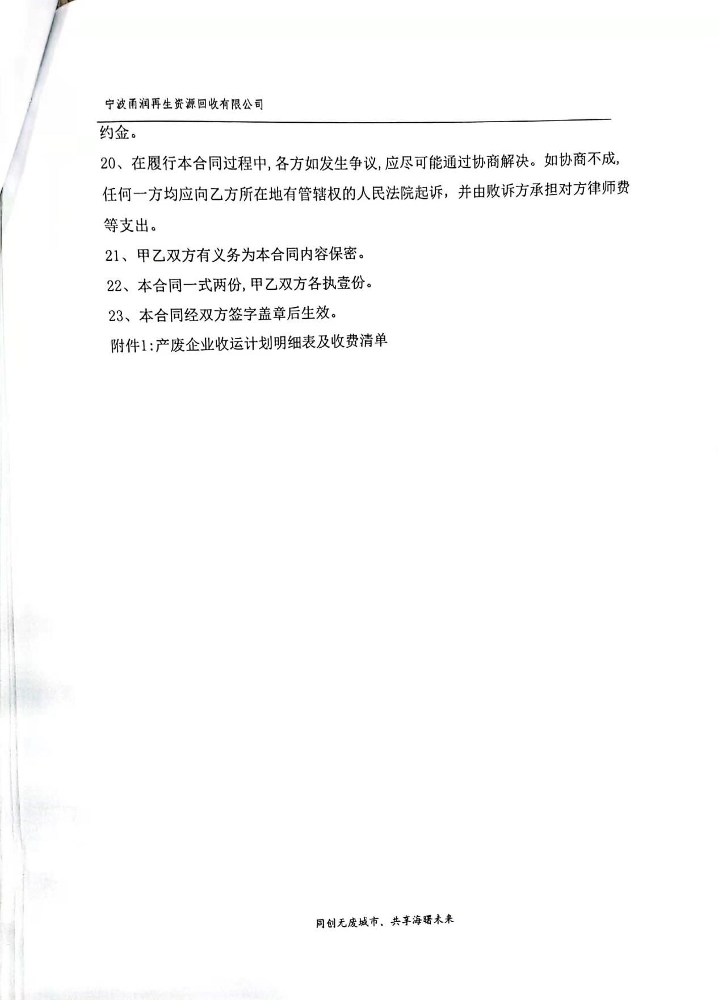 宁波甬润再生资源回收有限公司
约金。
20、在履行本合同过程中,各方如发生争议,应尽可能通过协商解决。如协商不成,
任何一方均应向乙方所在地有管辖权的人民法院起诉，并由败诉方承担对方律师费
等支出。
21、甲乙双方有义务为本合同内容保密。
22、本合同一式两份,甲乙双方各执壹份。
23、本合同经双方签字盖章后生效。
附件1:产废企业收运计划明细表及收费清单
同创无废城市、共享海曙未来